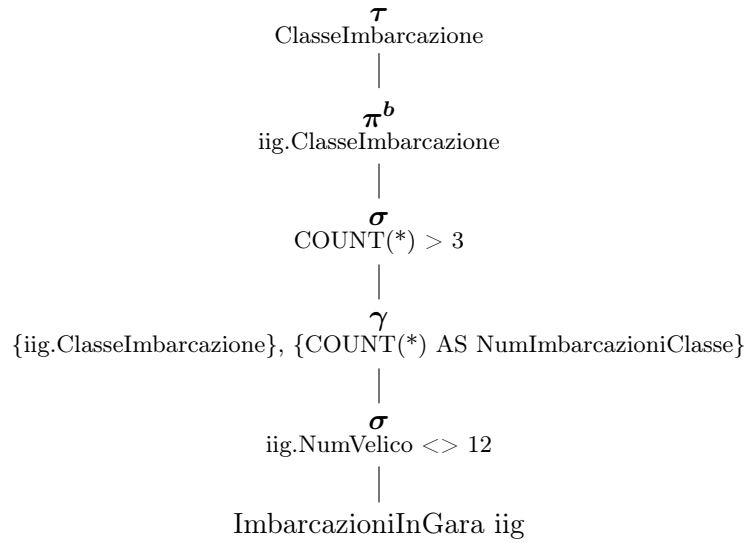 τ
ClasseImbarcazione
π^b
iig.ClasseImbarcazione
σ
COUNT(*) > 3
γ
{iig.ClasseImbarcazione}, {COUNT(*) AS NumImbarcazioniClasse}
σ
iig.NumVelico <> 12
ImbarcazioniInGara iig